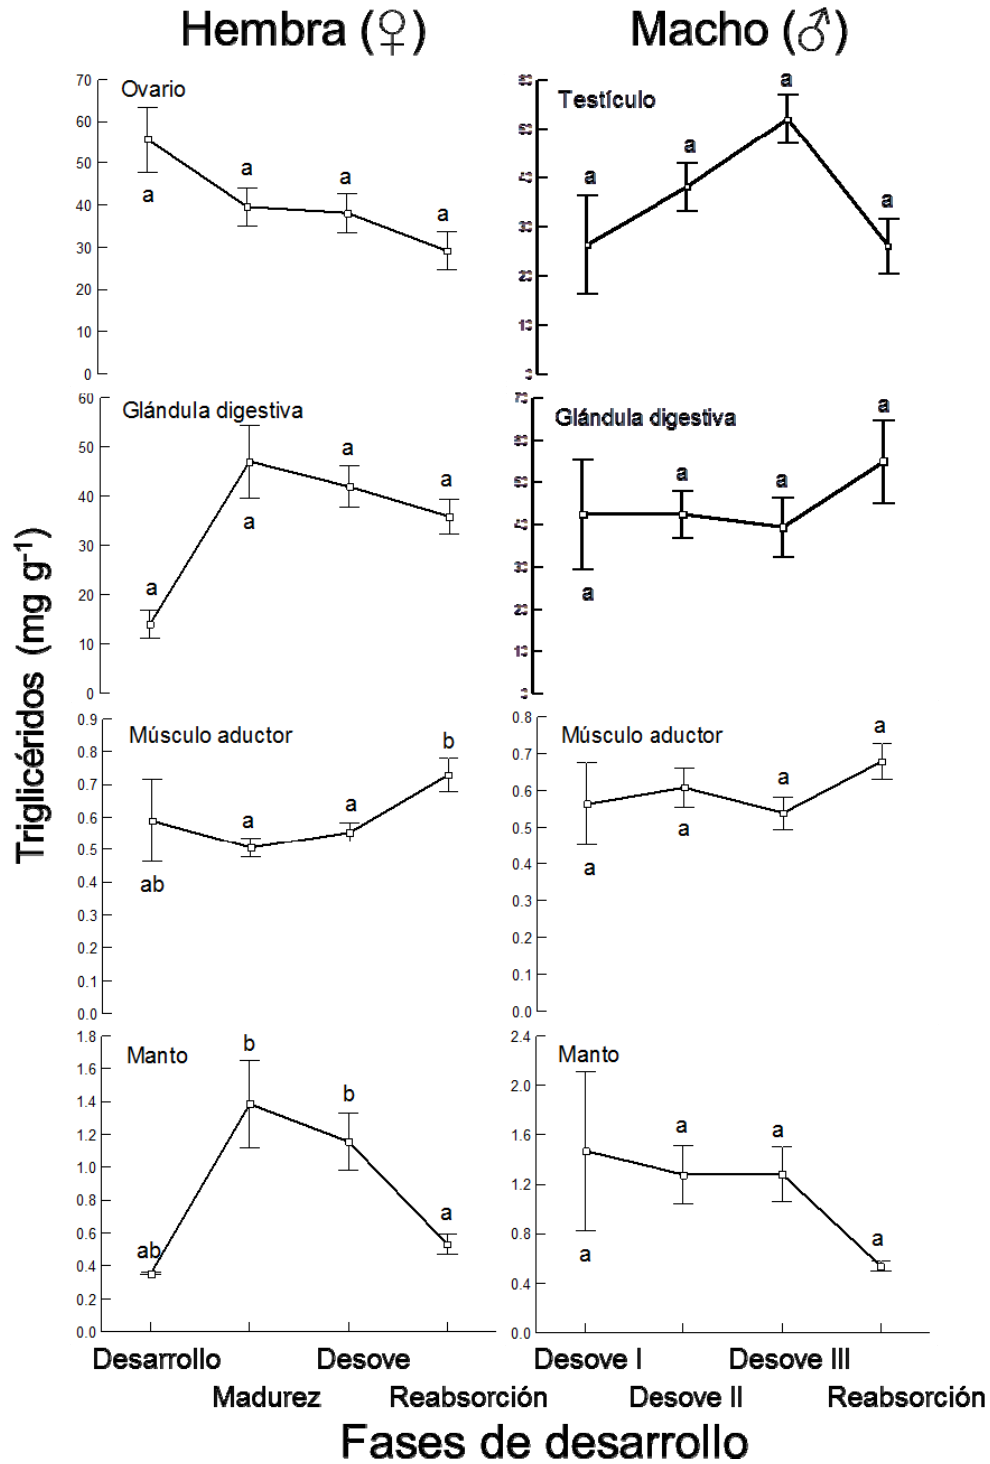 Hembra (♀) Macho (♂)
Triglicéridos (mg g-1)
Ovario
70
60
50
40
30
20
10
0
a
a
a
a
Testículo
a
a
a
a
Glándula digestiva
60
50
40
30
20
10
0
a
a
a
a
Glándula digestiva
a
a
a
a
Músculo aductor
0.9
0.8
0.7
0.6
0.5
0.4
0.3
0.2
0.1
0.0
ab
a
a
b
Músculo aductor
0.8
0.7
0.6
0.5
0.4
0.3
0.2
0.1
0.0
a
a
a
a
Manto
1.8
1.6
1.4
1.2
1.0
0.8
0.6
0.4
0.2
0.0
ab
b
b
a
Manto
2.4
2.0
1.6
1.2
0.8
0.4
0.0
a
a
a
a
Desarrollo Desove Desove I Desove III
Madurez Reabsorción Desove II Reabsorción
Fases de desarrollo